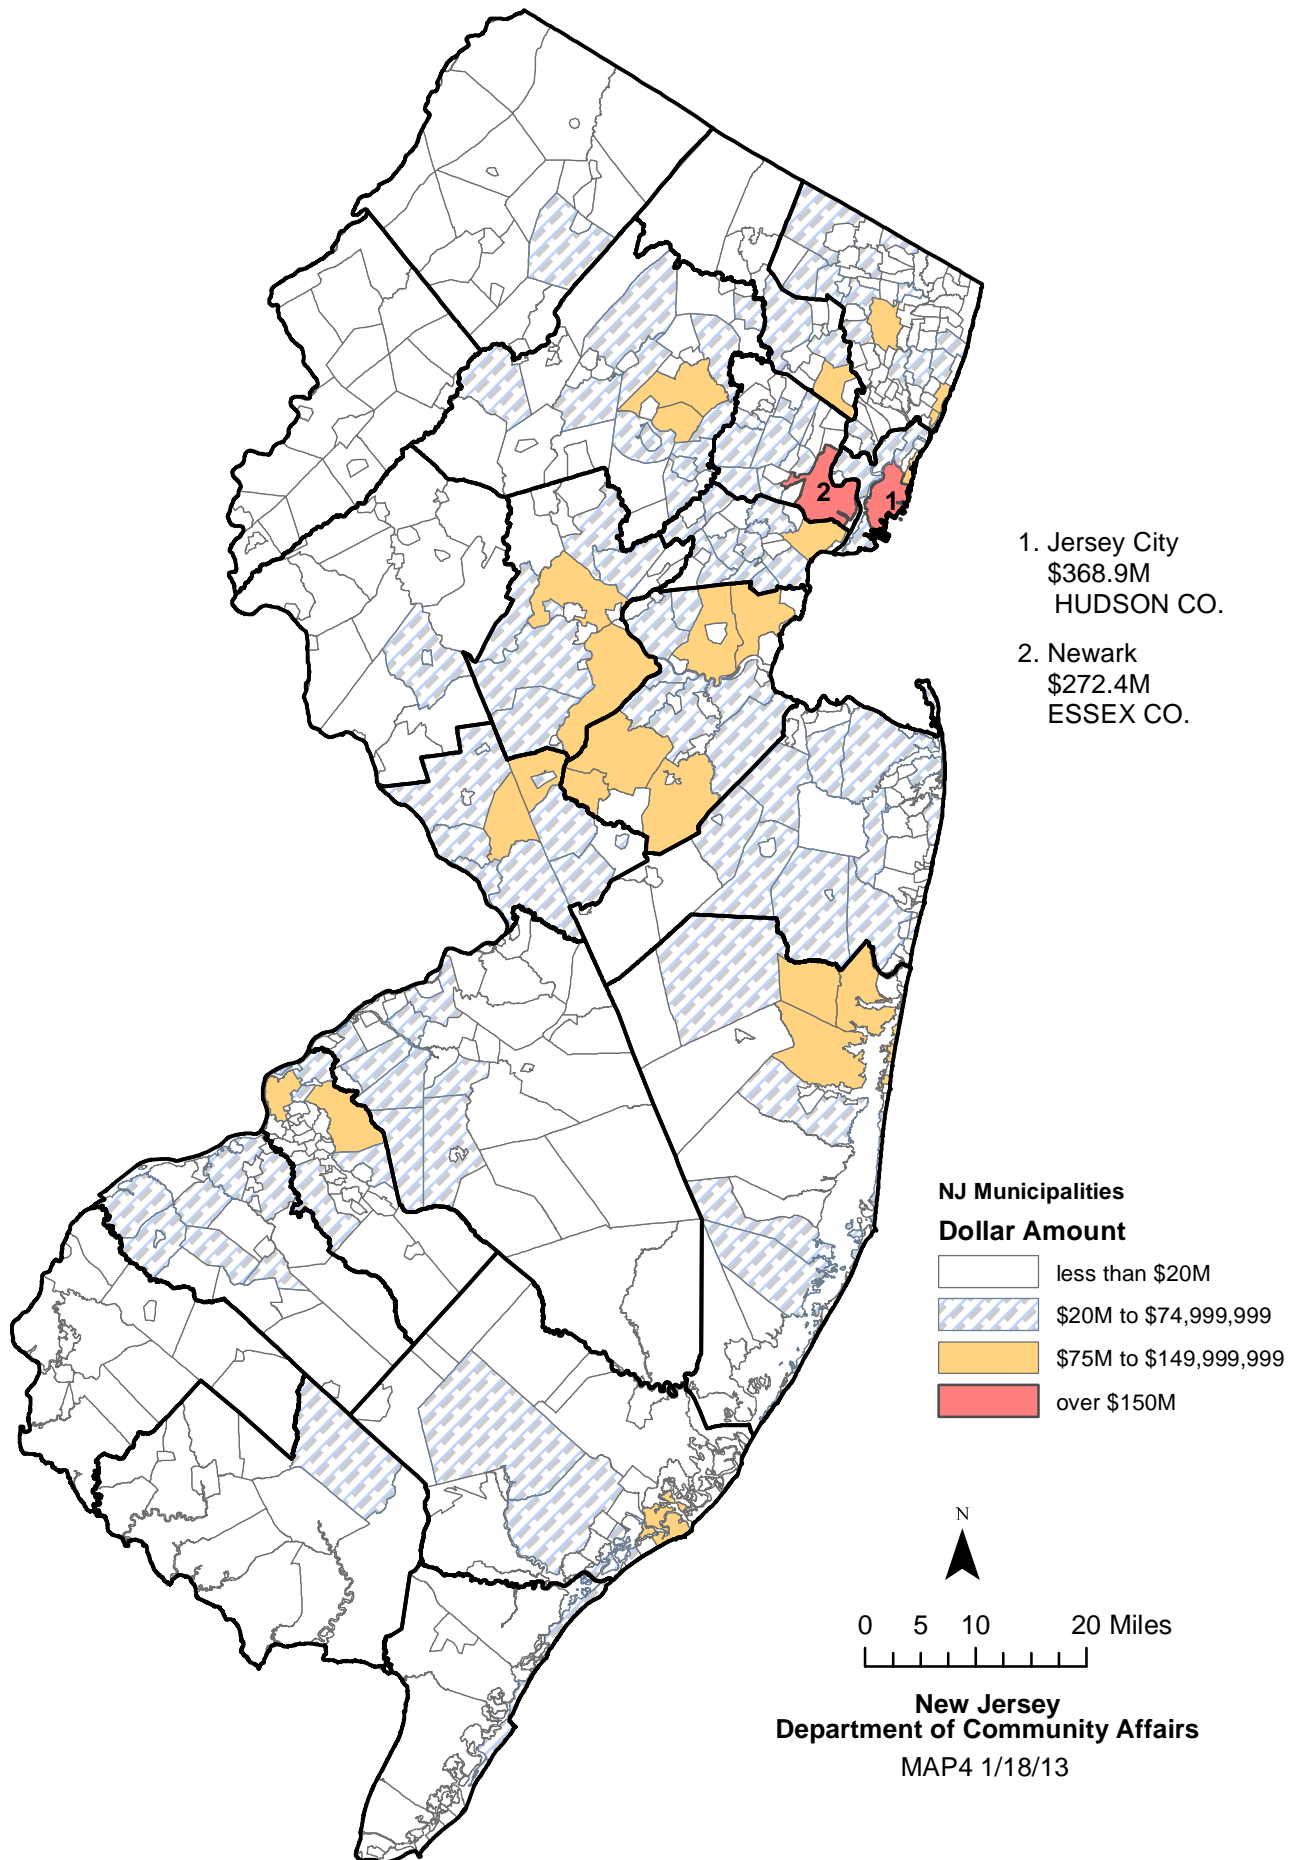 2
1
1. Jersey City
$368.9M
HUDSON CO.
2. Newark
$272.4M
ESSEX CO.
NJ Municipalities
Dollar Amount
less than $20M
$20M to $74,999,999
$75M to $149,999,999
over $150M
N
0 5 10 20 Miles
New Jersey
Department of Community Affairs
MAP4 1/18/13